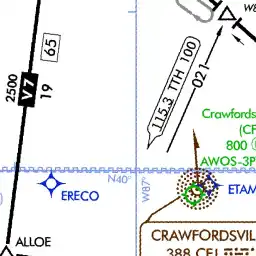 W8
65
2500
V7
19
115.3 TTH 100
021
Crawfords
(CF
800
AWOS-3P
N40°
W87°
ERECO
ETAM
ALLOE
CRAWFORDSVIL
388 CFJ